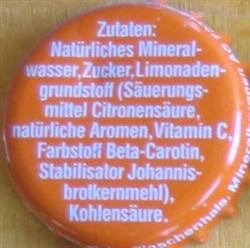 Zutaten:
Natürliches Mineral-
wasser, Zucker, Limonaden-
grundstoff (Säuerungs-
mittel Citronensäure,
natürliche Aromen, Vitamin C,
Farbstoff Beta-Carotin,
Stabilisator Johannis-
brotkernmehl),
Kohlensäure.